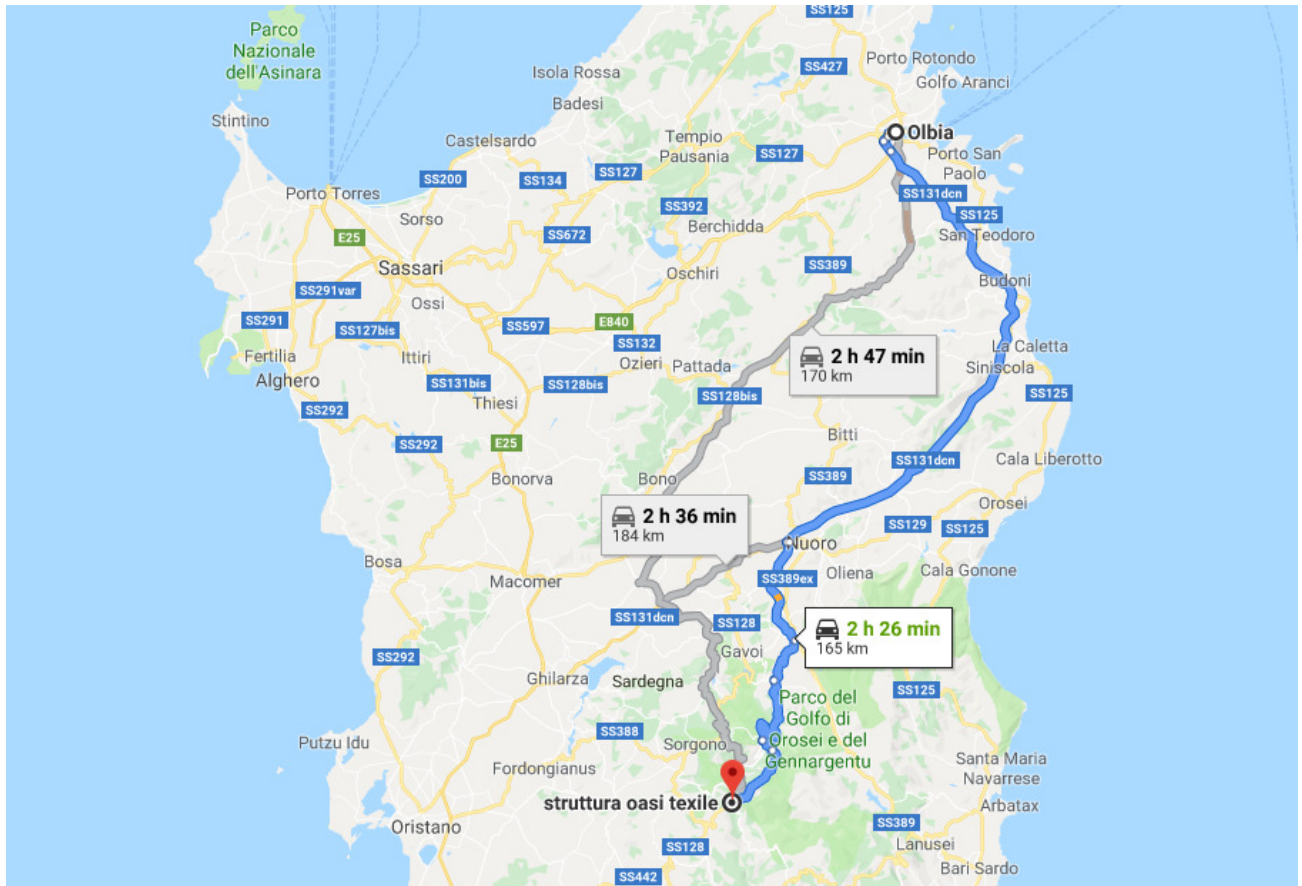 SS125
Parco
Nazionale
dell'Asinara
Porto Rotondo
SS427
Isola Rossa
Golfo Aranci
Badesi
Stintino
Castelsardo
Tempio
Pausania
Olbia
SS127
Porto San
Paolo
SS200
SS134
SS127
Porto Torres
SS131dcn
SS392
SS125
Sorso
Berchidda
E25
SS672
San Teodoro
Sassari
Oschiri
SS389
Budoni
SS291var
Ossi
SS291
SS127bis
SS597
E840
SS132
La Caletta
Fertilia
Ittiri
Ozieri
Pattada
2 h 47 min
170 km
Siniscola
Alghero
SS131bis
SS128bis
SS128bis
SS125
SS292
Thiesi
SS292
E25
Bitti
SS131dcn
Cala Liberotto
Bonorva
Bono
SS389
Orosei
2 h 36 min
184 km
SS129
SS125
Nuoro
Bosa
Macomer
SS389ex
Oliena
Cala Gonone
SS131dcn
SS128
2 h 26 min
165 km
SS292
Gavoi
Ghilarza
Sardegna
SS125
Parco del
Golfo di
Orosei e del
Gennargentu
SS388
Putzu Idu
Sorgono
Fordongianus
Santa Maria
Navarrese
struttura oasi texile
Arbatax
Oristano
SS389
SS128
Lanusei
SS442
Bari Sardo